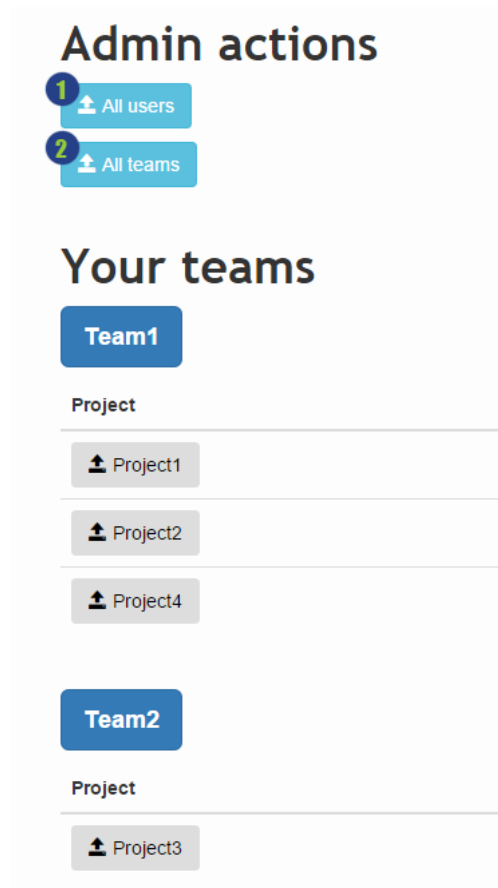 Admin actions
1
All users
2
All teams
Your teams
Team1
Project
Project1
Project2
Project4
Team2
Project
Project3